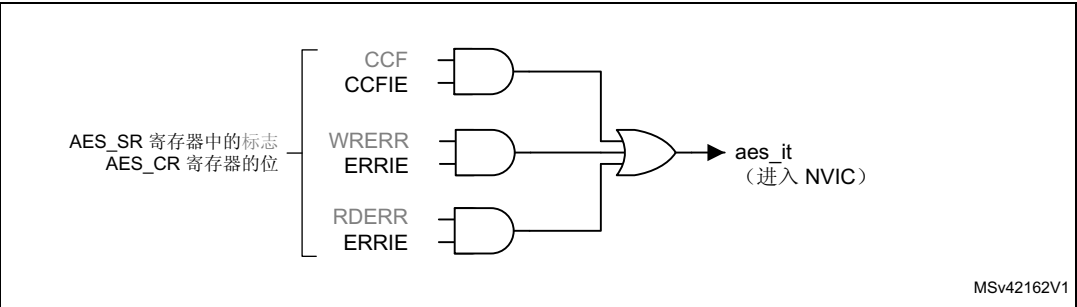 CCF
CCFIE
AES_SR 寄存器中的标志
AES_CR 寄存器的位
WRERR
ERRIE
aes_it
（进入 NVIC）
RDERR
ERRIE
MSv42162V1